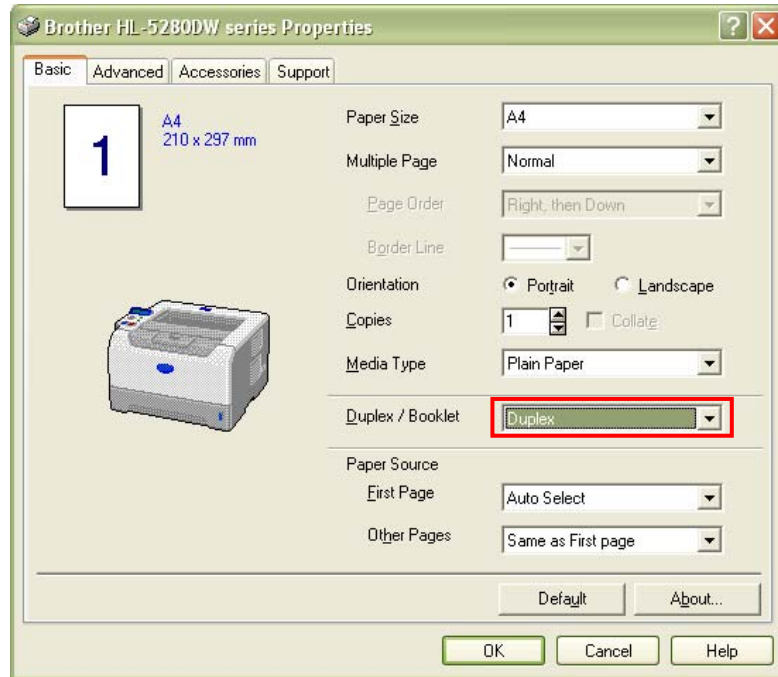 Brother HL-5280DW series Properties
Basic Advanced Accessories Support
1
A4
210 x 297 mm
Paper Size A4
Multiple Page Normal
Page Order Right, then Down
Border Line
Orientation Portrait Landscape
Copies 1 Collate
Media Type Plain Paper
Duplex / Booklet Duplex
Paper Source
First Page Auto Select
Other Pages Same as First page
Default About...
OK Cancel Help